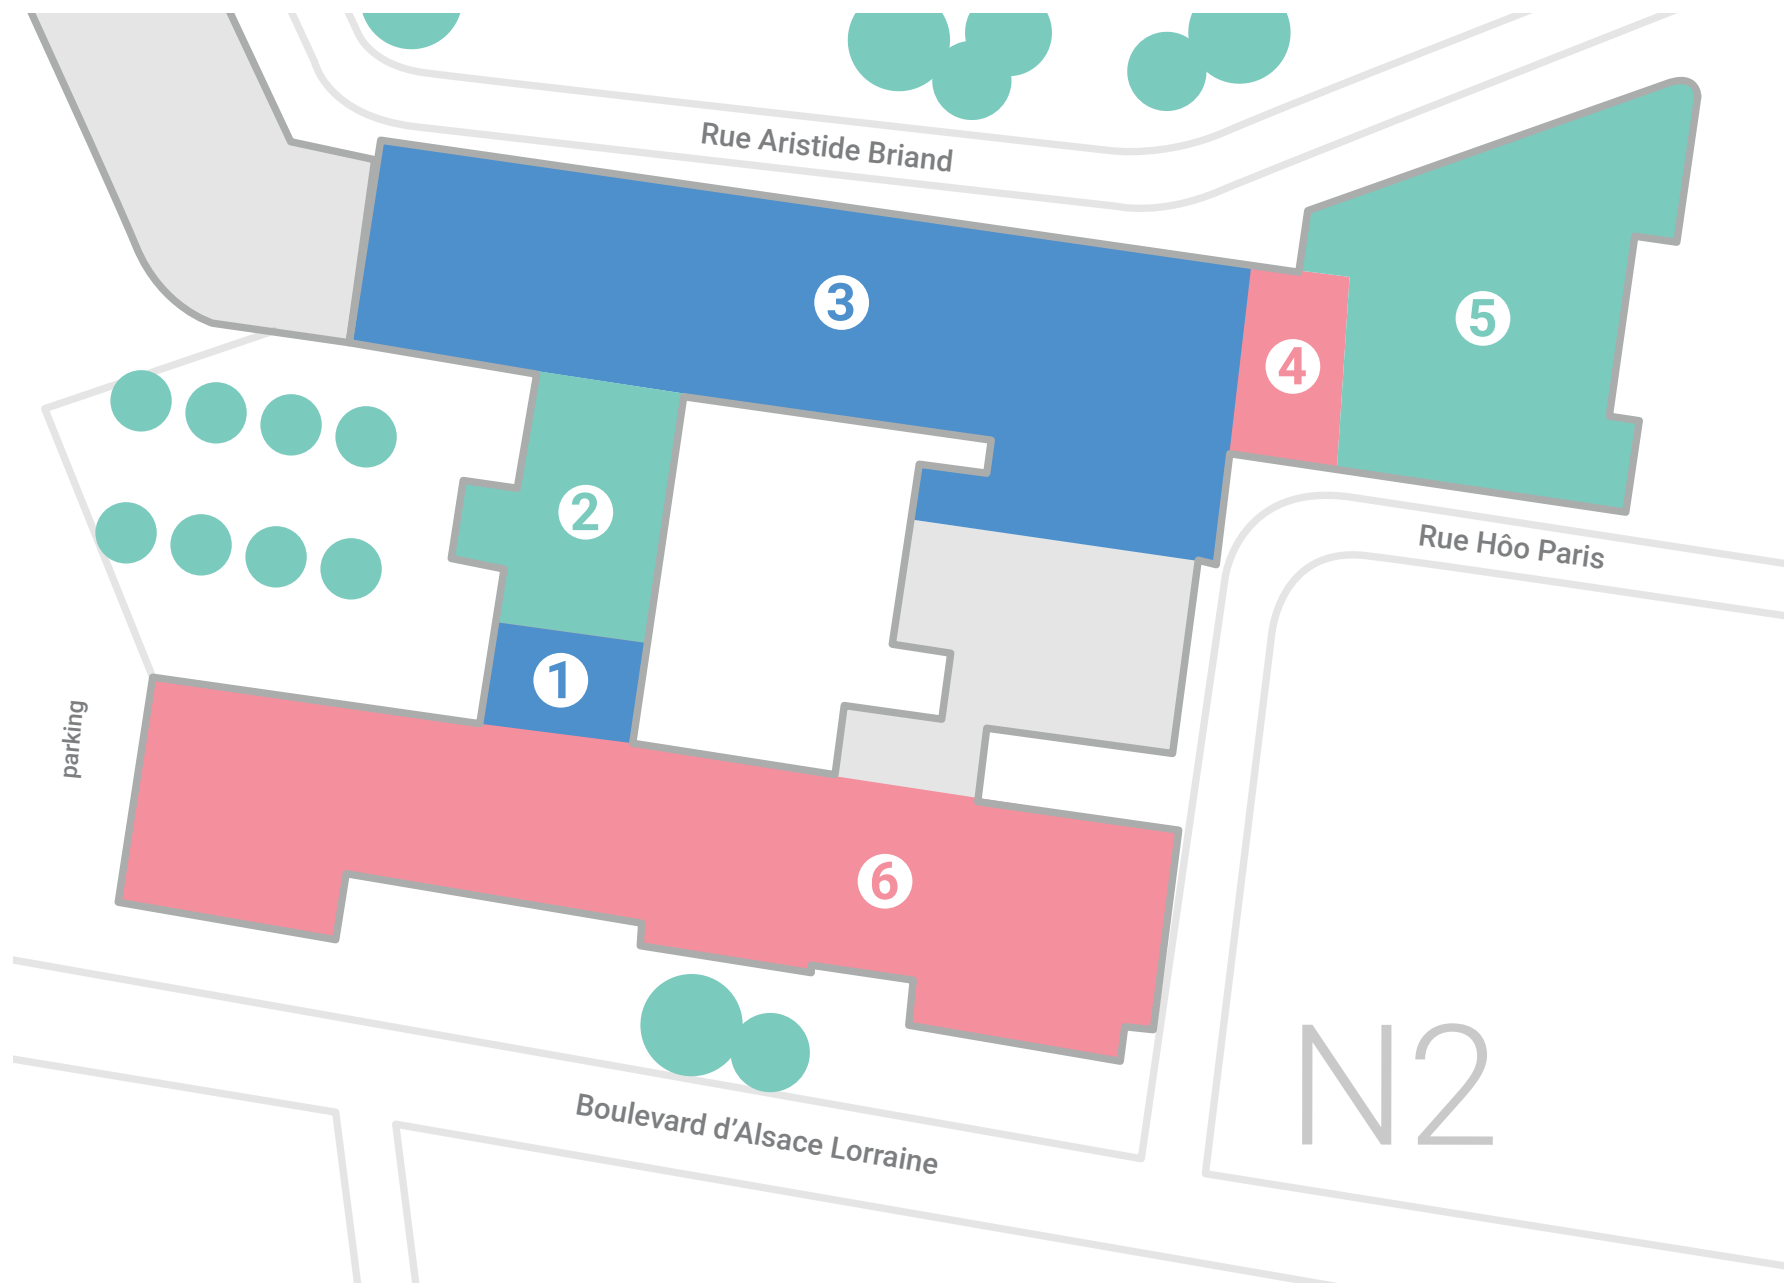 Rue Aristide Briand
3
5
4
2
Rue Hôo Paris
1
parking
6
N2
Boulevard d’Alsace Lorraine